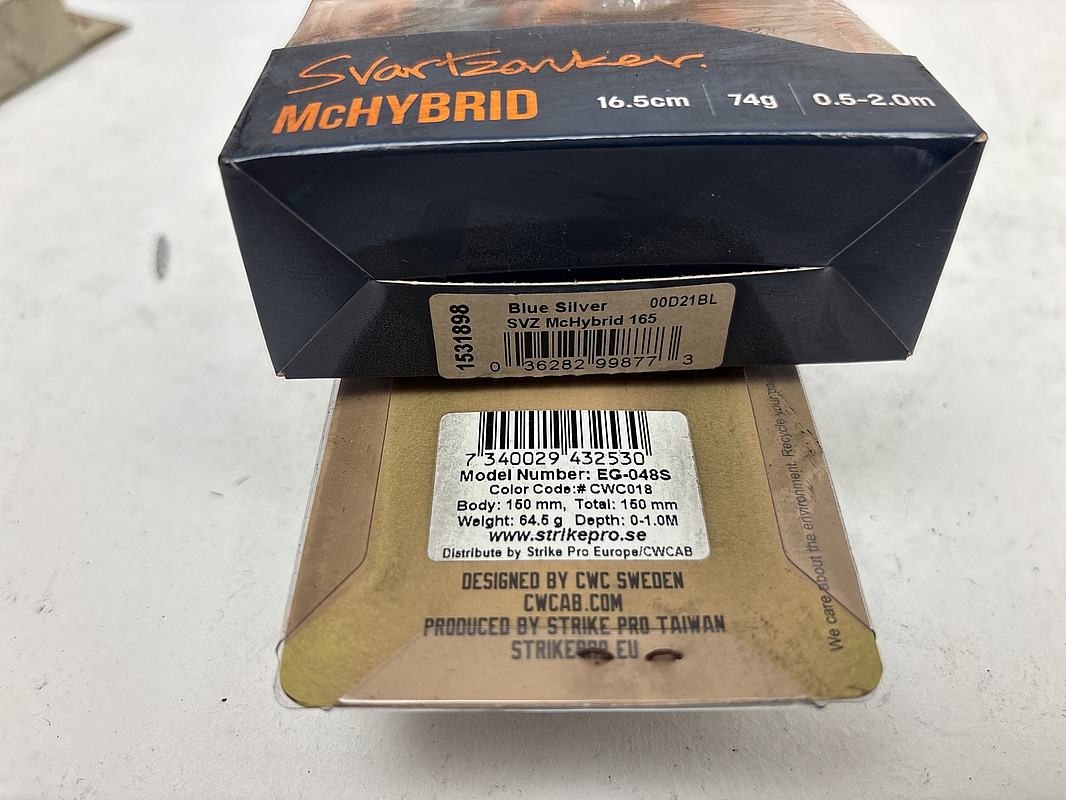 Svartzonker.
McHYBRID 16.5cm | 74g | 0.5-2.0m
1531898
Blue Silver 00D21BL
SVZ McHybrid 165
0 36282 99877 3
7 340029 432530
Model Number: EG-048S
Color Code:# CWC018
Body: 150 mm, Total: 150 mm
Weight: 64.5 g Depth: 0-1.0M
www.strikepro.se
Distribute by Strike Pro Europe/CWCAB
DESIGNED BY CWC SWEDEN
CWCAB.COM
PRODUCED BY STRIKE PRO TAIWAN
STRIKEPRO.EU
We care about the environment. Recycle your